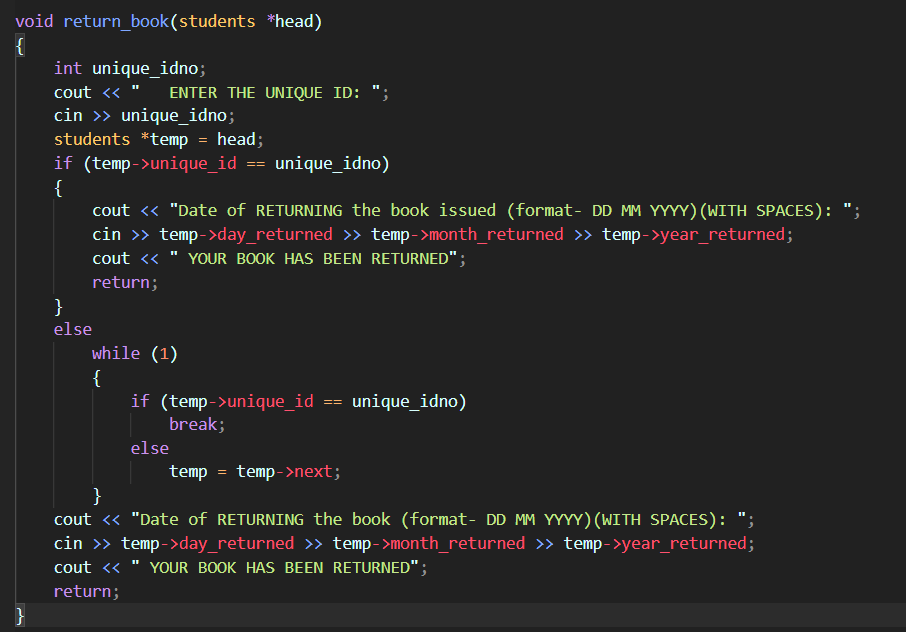 void return_book(students *head)
{
    int unique_idno;
    cout << "   ENTER THE UNIQUE ID: ";
    cin >> unique_idno;
    students *temp = head;
    if (temp->unique_id == unique_idno)
    {
        cout << "Date of RETURNING the book issued (format- DD MM YYYY)(WITH SPACES): ";
        cin >> temp->day_returned >> temp->month_returned >> temp->year_returned;
        cout << " YOUR BOOK HAS BEEN RETURNED";
        return;
    }
    else
        while (1)
        {
            if (temp->unique_id == unique_idno)
                break;
            else
                temp = temp->next;
        }
    cout << "Date of RETURNING the book (format- DD MM YYYY)(WITH SPACES): ";
    cin >> temp->day_returned >> temp->month_returned >> temp->year_returned;
    cout << " YOUR BOOK HAS BEEN RETURNED";
    return;
}